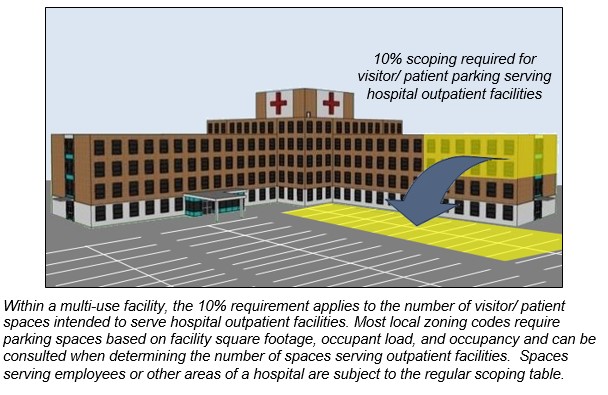 10% scoping required for
visitor/ patient parking serving
hospital outpatient facilities
Within a multi-use facility, the 10% requirement applies to the number of visitor/ patient
spaces intended to serve hospital outpatient facilities. Most local zoning codes require
parking spaces based on facility square footage, occupant load, and occupancy and can be
consulted when determining the number of spaces serving outpatient facilities.  Spaces
serving employees or other areas of a hospital are subject to the regular scoping table.